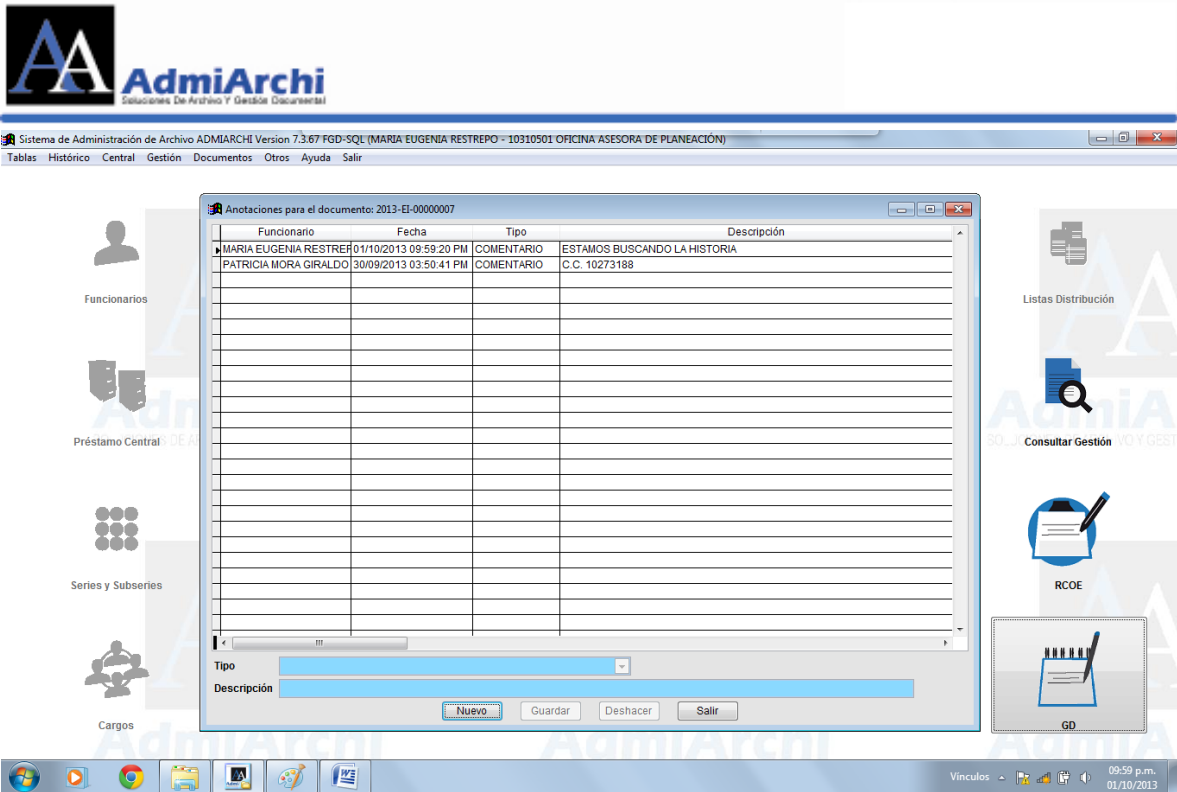 AA AdmiArchi
Soluciones De Archivo Y Gestión Documental
Sistema de Administración de Archivo ADMIARCHI Version 7.3.67 FGD-SQL (MARIA EUGENIA RESTREPO - 10310501 OFICINA ASESORA DE PLANEACIÓN)
Tablas Histórico Central Gestión Documentos Otros Ayuda Salir
Anotaciones para el documento: 2013-EI-00000007
Funcionario Fecha Tipo Descripción
MARIA EUGENIA RESTREP 01/10/2013 09:59:20 PM COMENTARIO ESTAMOS BUSCANDO LA HISTORIA
PATRICIA MORA GIRALDO 30/09/2013 03:50:41 PM COMENTARIO C.C. 10273188
Funcionarios
Listas Distribución
Préstamo Central
Consultar Gestión
Series y Subseries
RCOE
Tipo
Descripción
Nuevo Guardar Deshacer Salir
Cargos
GD
AdmiArchi AdmiArchi
Vínculos
09:59 p.m.
01/10/2013